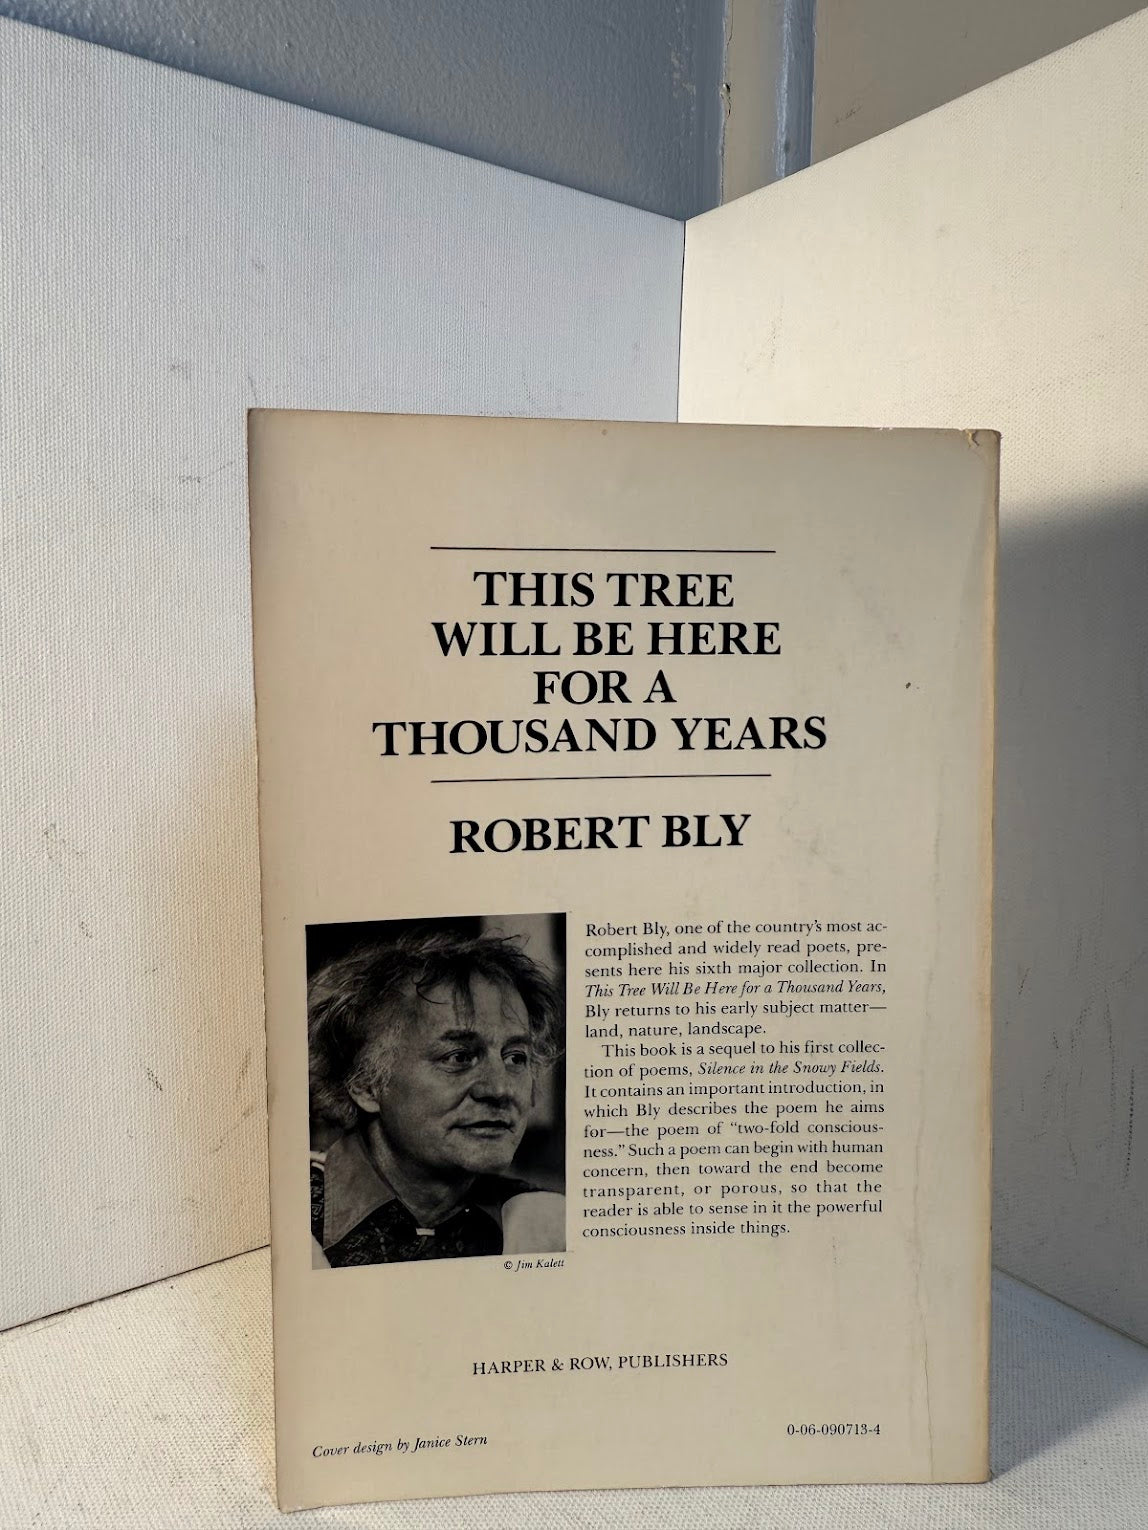 THIS TREE
WILL BE HERE
FOR A
THOUSAND YEARS
ROBERT BLY
Robert Bly, one of the country's most ac-
complished and widely read poets, pre-
sents here his sixth major collection. In
This Tree Will Be Here for a Thousand Years,
Bly returns to his early subject matter—
land, nature, landscape.
This book is a sequel to his first collec-
tion of poems, Silence in the Snowy Fields.
It contains an important introduction, in
which Bly describes the poem he aims
for—the poem of “two-fold conscious-
ness.” Such a poem can begin with human
concern, then toward the end become
transparent, or porous, so that the
reader is able to sense in it the powerful
consciousness inside things.
© Jim Kalett
HARPER & ROW, PUBLISHERS
Cover design by Janice Stern
0-06-090713-4